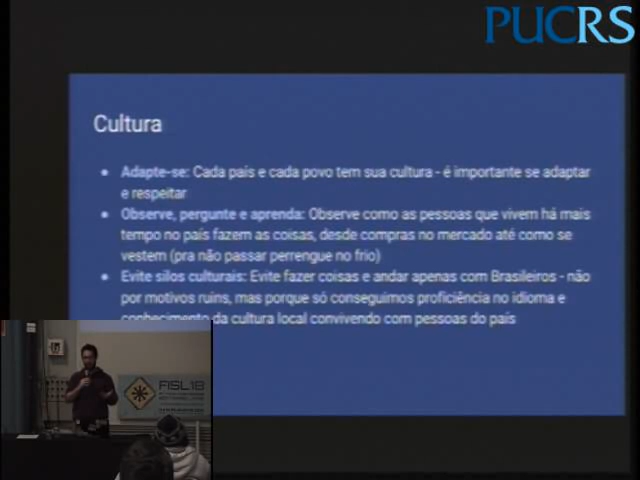 PUCRS
Cultura
Adapte-se: Cada país e cada povo tem sua cultura - é importante se adaptar
e respeitar
Observe, pergunte e aprenda: Observe como as pessoas que vivem há mais
tempo no país fazem as coisas, desde compras no mercado até como se
vestem (pra não passar perrengue no frio)
Evite silos culturais: Evite fazer coisas e andar apenas com Brasileiros - não
por motivos ruins, mas porque só conseguimos proficiência no idioma e
conhecimento da cultura local convivendo com pessoas do país
FISL18